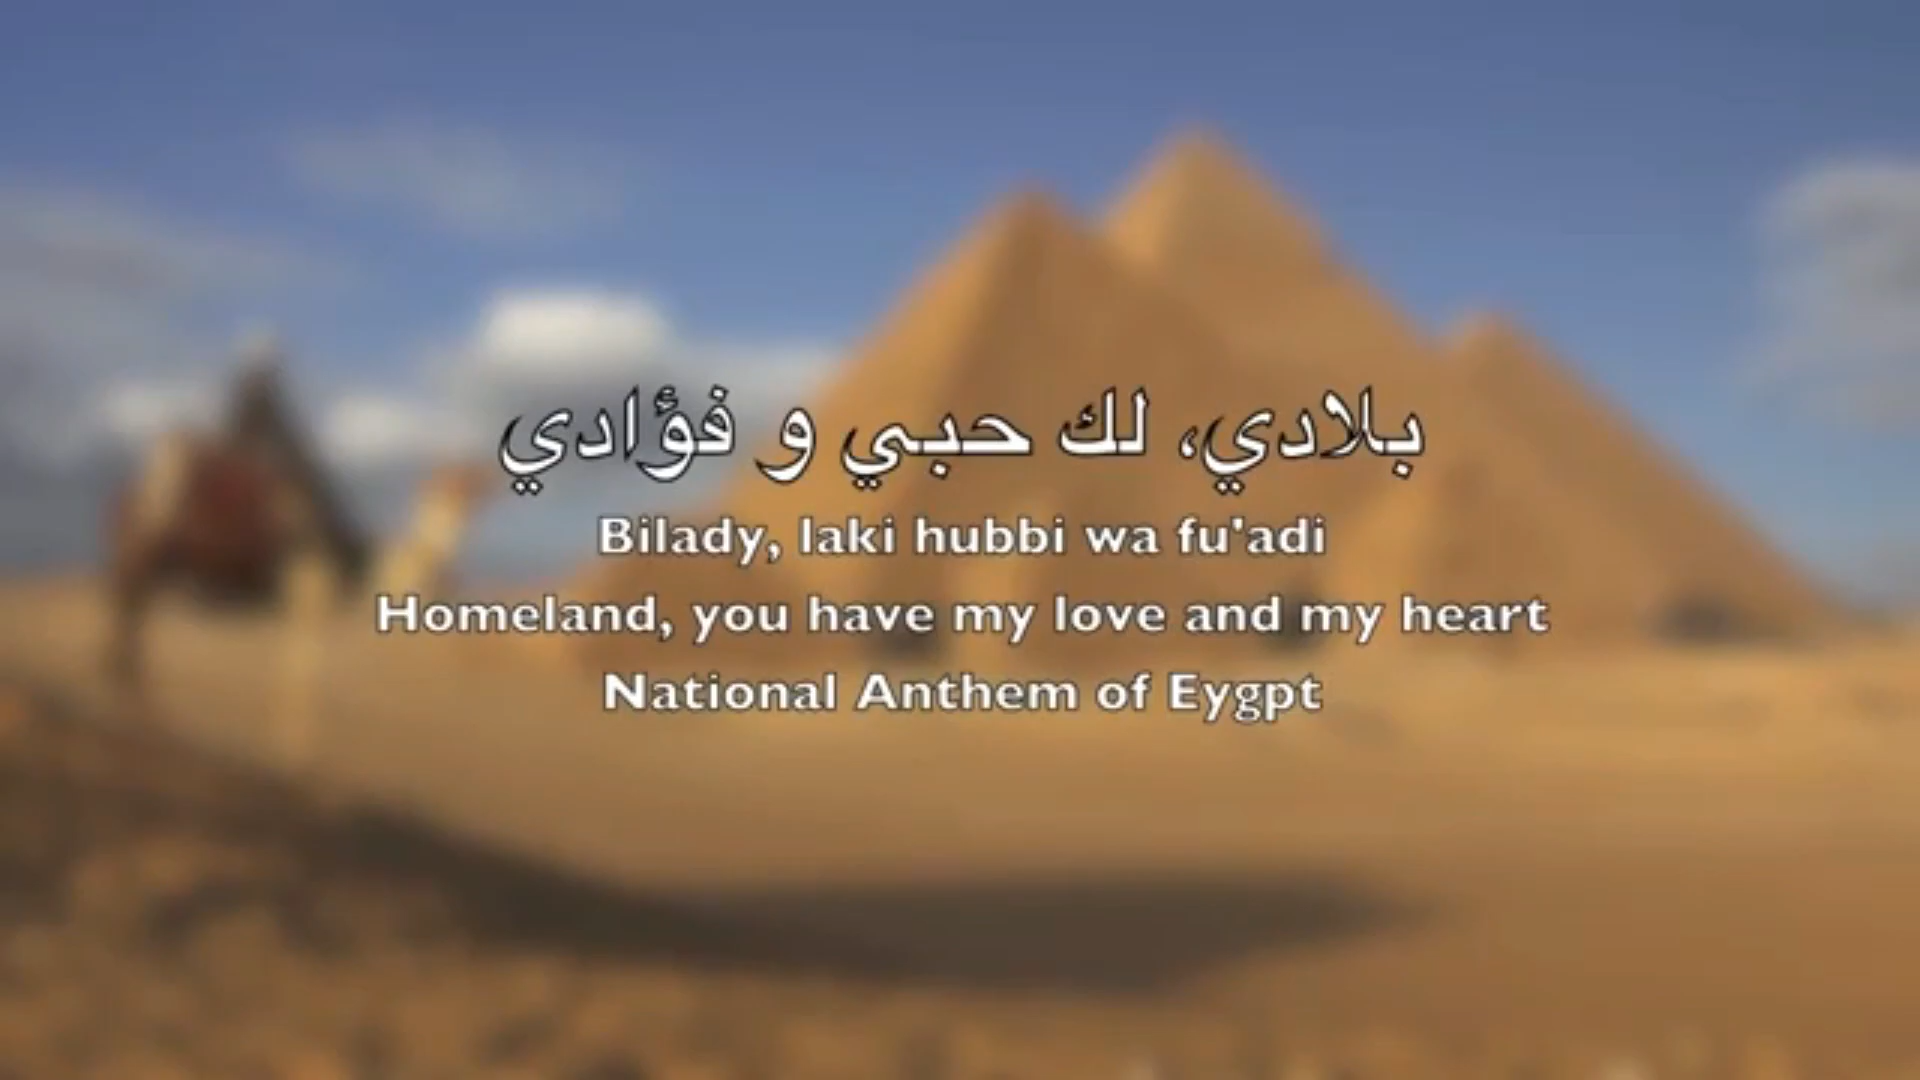 بلادي، لك حبي و فؤادي
Bilady, laki hubbi wa fu'adi
Homeland, you have my love and my heart
National Anthem of Eygpt